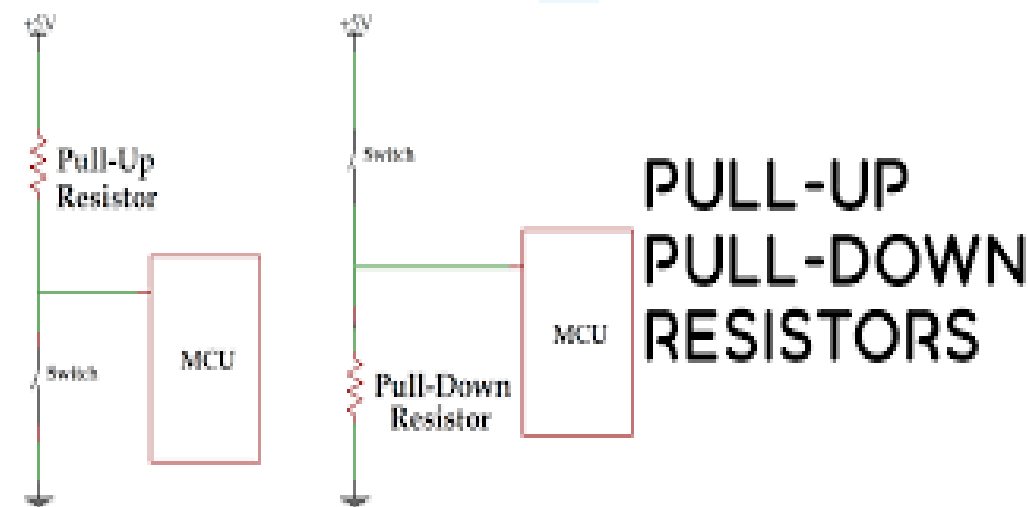 +5V
Pull-Up
Resistor
MCU
Switch
+5V
Switch
MCU
Pull-Down
Resistor
PULL-UP
PULL-DOWN
RESISTORS